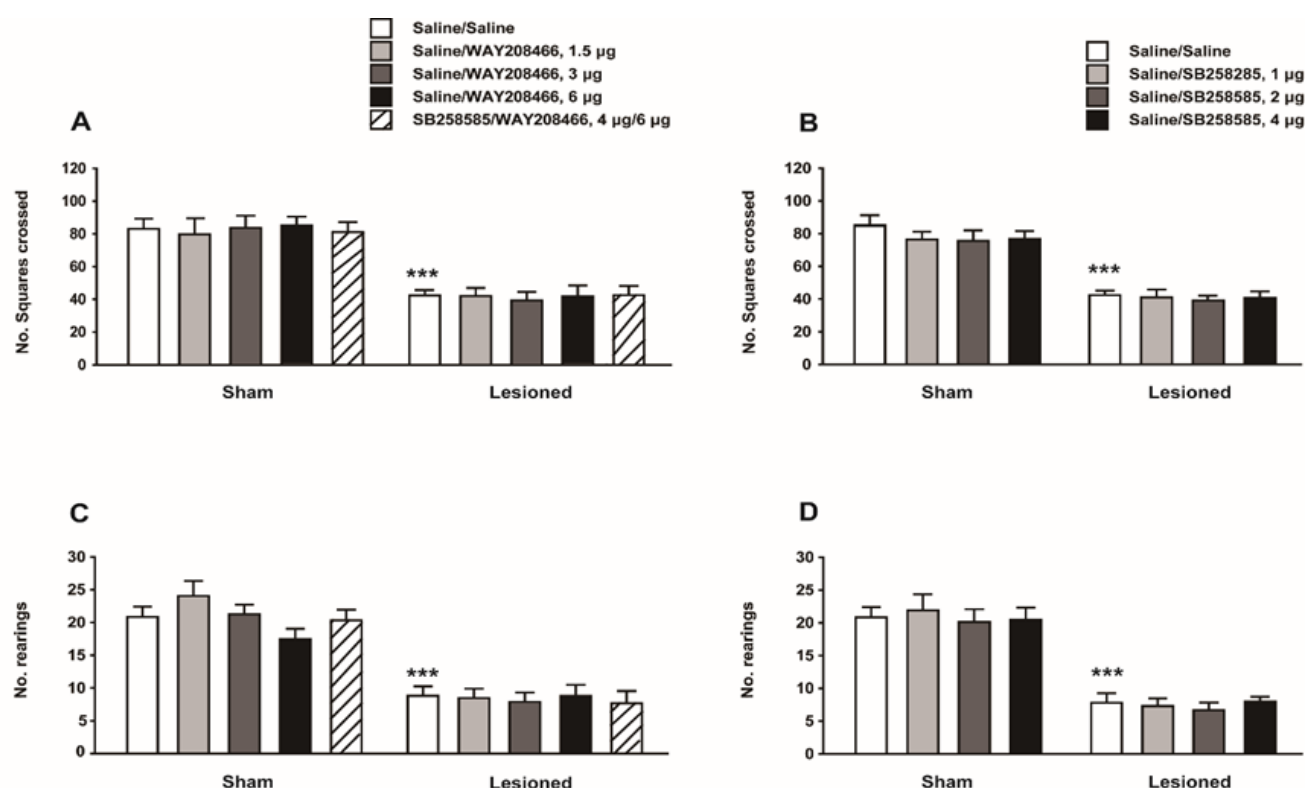 Saline/Saline
Saline/WAY208466, 1.5 µg
Saline/WAY208466, 3 µg
Saline/WAY208466, 6 µg
SB258585/WAY208466, 4 µg/6 µg
Saline/Saline
Saline/SB258285, 1 µg
Saline/SB258585, 2 µg
Saline/SB258585, 4 µg
A
No. Squares crossed
120
100
80
60
40
20
0
***
Sham
Lesioned
B
No. Squares crossed
120
100
80
60
40
20
0
***
Sham
Lesioned
C
No. rearings
30
25
20
15
10
5
0
***
Sham
Lesioned
D
No. rearings
30
25
20
15
10
5
0
***
Sham
Lesioned